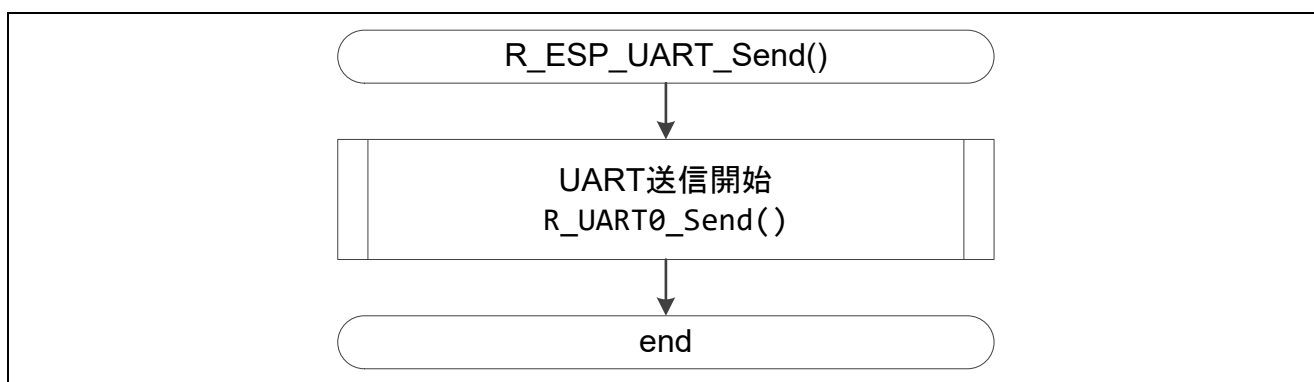 R_ESP_UART_Send()
UART送信開始
R_UART0_Send()
end